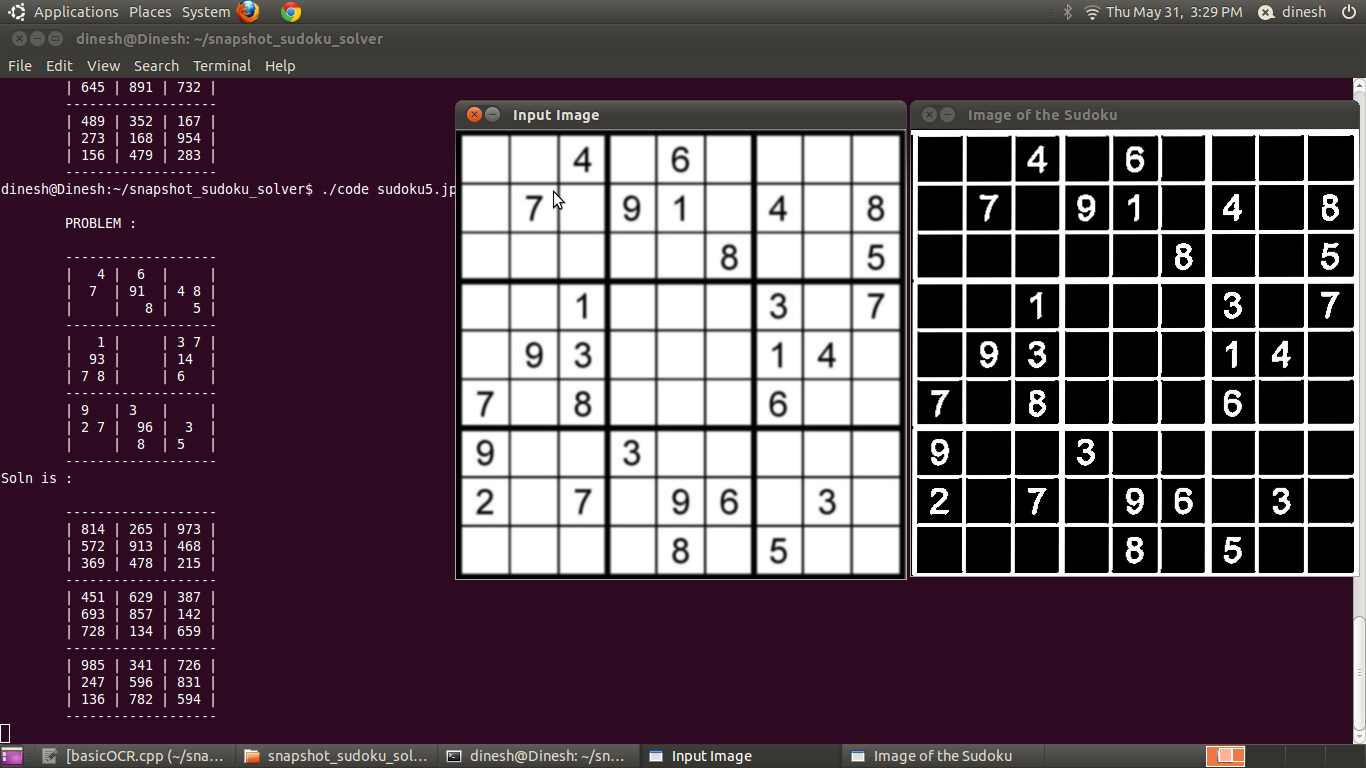 Applications Places System Thu May 31, 3:29 PM dinesh
dinesh@Dinesh: ~/snapshot_sudoku_solver
File Edit View Search Terminal Help
| 645 | 891 | 732 |
-------------------
| 489 | 352 | 167 |
| 273 | 168 | 954 |
| 156 | 479 | 283 |
-------------------
dinesh@Dinesh:~/snapshot_sudoku_solver$ ./code sudoku5.jp
PROBLEM :
-------------------
|   4 |  6  |     |
|  7  | 91  | 4 8 |
|     |   8 |   5 |
-------------------
|   1 |     | 3 7 |
|  93 |     | 14  |
| 7 8 |     | 6   |
-------------------
| 9   | 3   |     |
| 2 7 |  96 |  3  |
|     |  8  | 5   |
-------------------
Soln is :
-------------------
| 814 | 265 | 973 |
| 572 | 913 | 468 |
| 369 | 478 | 215 |
-------------------
| 451 | 629 | 387 |
| 693 | 857 | 142 |
| 728 | 134 | 659 |
-------------------
| 985 | 341 | 726 |
| 247 | 596 | 831 |
| 136 | 782 | 594 |
-------------------
Input Image
4 6
7 9 1 4 8
8 5
1 3 7
9 3 1 4
7 8 6
9 3
2 7 9 6 3
8 5
Image of the Sudoku
4 6
7 9 1 4 8
8 5
1 3 7
9 3 1 4
7 8 6
9 3
2 7 9 6 3
8 5
[basicOCR.cpp (~/sna... snapshot_sudoku_sol... dinesh@Dinesh: ~/sn... Input Image Image of the Sudoku